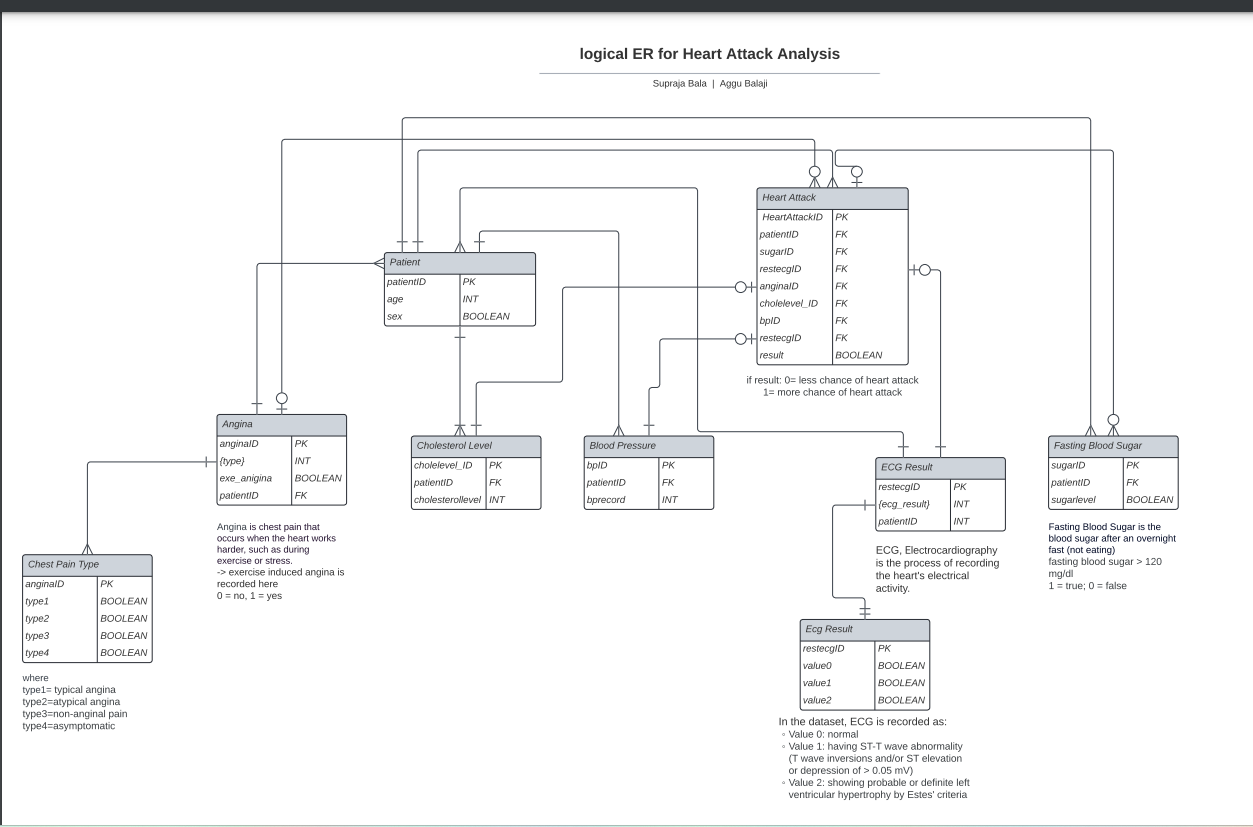 logical ER for Heart Attack Analysis
Supraja Bala | Aggu Balaji
Heart Attack
HeartAttackID PK
patientID FK
sugarID FK
restecgID FK
anginaID FK
cholelevel_ID FK
bpID FK
restecgID FK
result BOOLEAN
if result: 0= less chance of heart attack
1= more chance of heart attack
Patient
patientID PK
age INT
sex BOOLEAN
Angina
anginaID PK
{type} INT
exe_anigina BOOLEAN
patientID FK
Angina is chest pain that
occurs when the heart works
harder, such as during
exercise or stress.
-> exercise induced angina is
recorded here
0 = no, 1 = yes
Cholesterol Level
cholelevel_ID PK
patientID FK
cholesterollevel INT
Blood Pressure
bpID PK
patientID FK
bprecord INT
ECG Result
restecgID PK
{ecg_result} INT
patientID INT
ECG, Electrocardiography
is the process of recording
the heart's electrical
activity.
Fasting Blood Sugar
sugarID PK
patientID FK
sugarlevel BOOLEAN
Fasting Blood Sugar is the
blood sugar after an overnight
fast (not eating)
fasting blood sugar > 120
mg/dl
1 = true; 0 = false
Chest Pain Type
anginaID PK
type1 BOOLEAN
type2 BOOLEAN
type3 BOOLEAN
type4 BOOLEAN
where
type1= typical angina
type2=atypical angina
type3=non-anginal pain
type4=asymptomatic
Ecg Result
restecgID PK
value0 BOOLEAN
value1 BOOLEAN
value2 BOOLEAN
In the dataset, ECG is recorded as:
◦ Value 0: normal
◦ Value 1: having ST-T wave abnormality
(T wave inversions and/or ST elevation
or depression of > 0.05 mV)
◦ Value 2: showing probable or definite left
ventricular hypertrophy by Estes' criteria